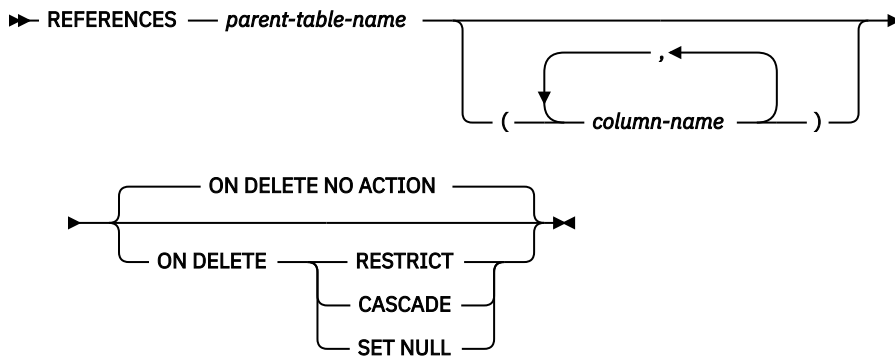 REFERENCES parent-table-name
,
( column-name )
ON DELETE NO ACTION
ON DELETE RESTRICT
CASCADE
SET NULL